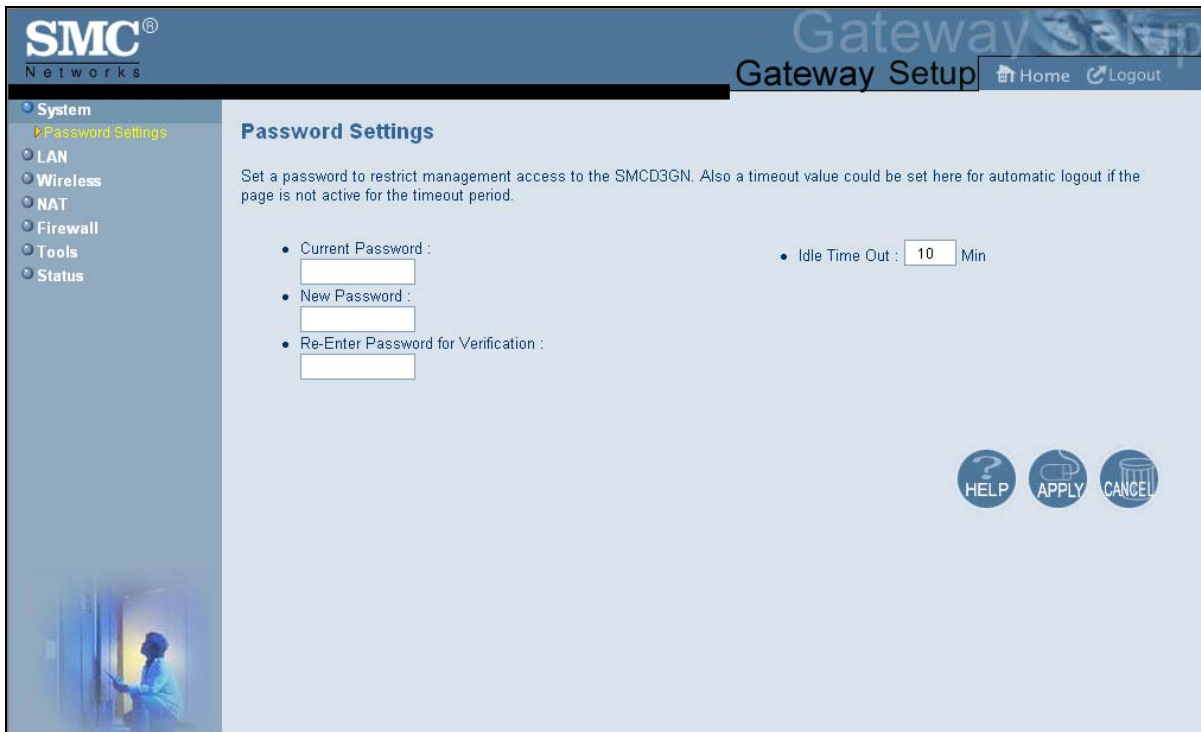 SMC®
Networks
Gateway Setup
Gateway Setup
Home
Logout
System
Password Settings
LAN
Wireless
NAT
Firewall
Tools
Status
Password Settings
Set a password to restrict management access to the SMCD3GN. Also a timeout value could be set here for automatic logout if the
page is not active for the timeout period.
• Current Password :
• New Password :
• Re-Enter Password for Verification :
• Idle Time Out : 10 Min
HELP
APPLY
CANCEL